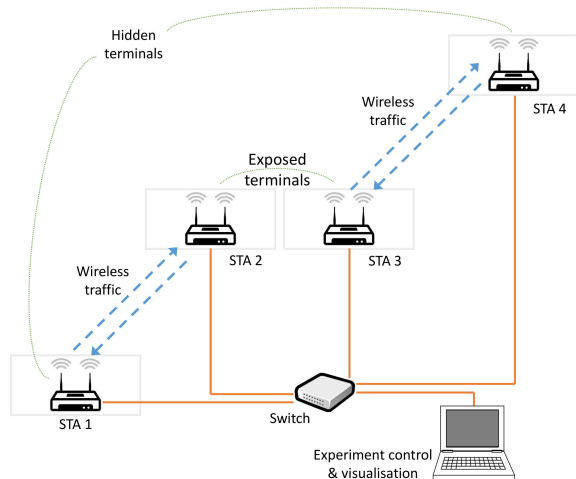 Hidden
terminals
Wireless
traffic
STA 4
Exposed
terminals
STA 2
STA 3
Wireless
traffic
STA 1
Switch
Experiment control
& visualisation